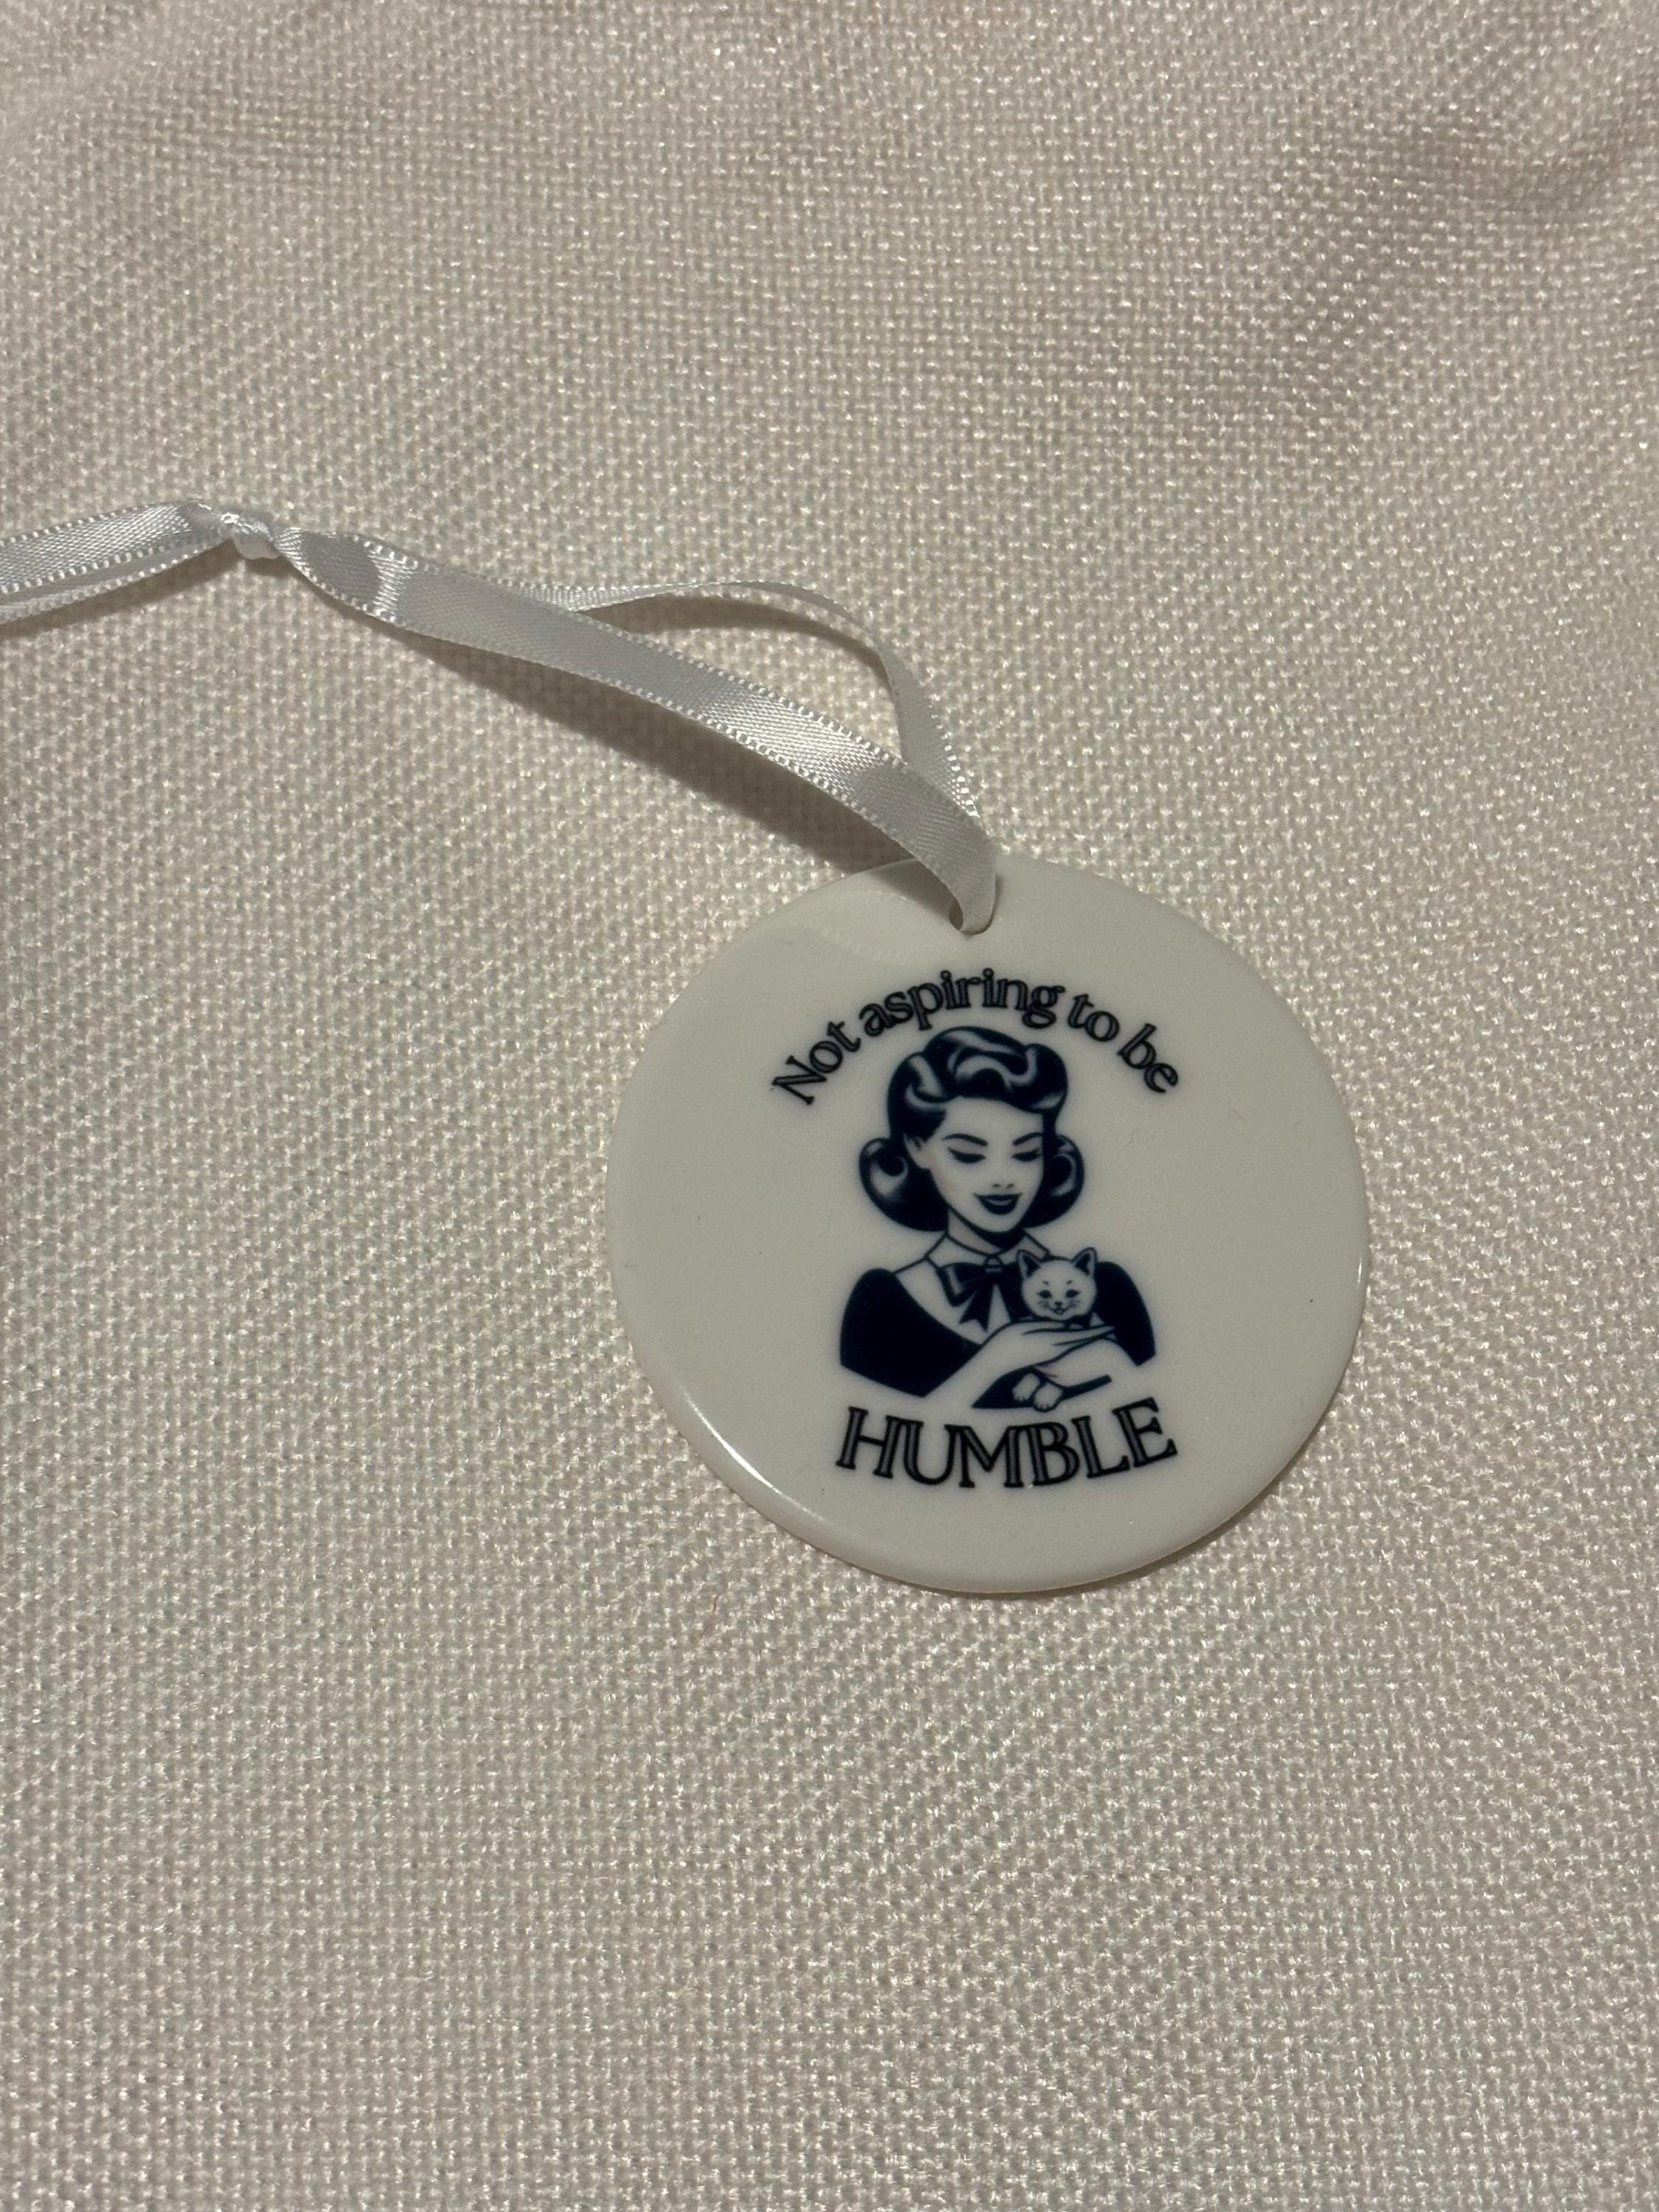 Not aspiring to be
HUMBLE